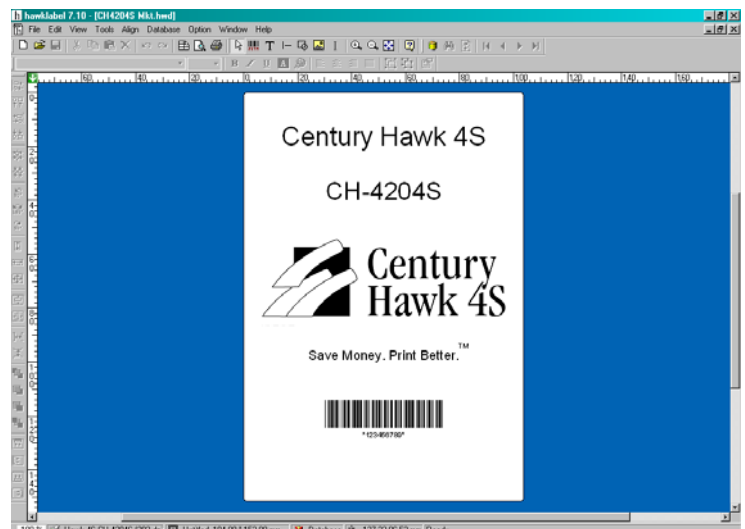 hawklabel 7.10 - [CH4204S Mkt.hwd]
File Edit View Tools Align Database Option Window Help
Century Hawk 4S
CH-4204S
Century
Hawk 4S
Save Money. Print Better.™
*123456789*